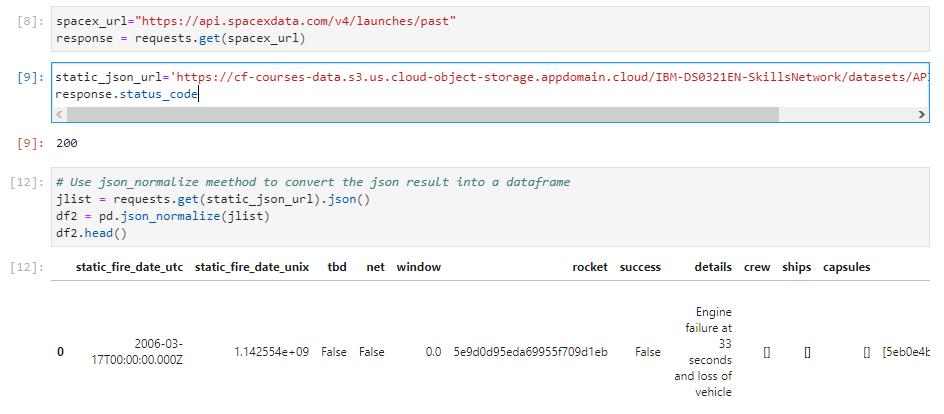 [8]: spacex_url="https://api.spacexdata.com/v4/launches/past"
response = requests.get(spacex_url)
[9]: static_json_url='https://cf-courses-data.s3.us.cloud-object-storage.appdomain.cloud/IBM-DS0321EN-SkillsNetwork/datasets/API
response.status_code
[9]: 200
[12]: # Use json_normalize meethod to convert the json result into a dataframe
jlist = requests.get(static_json_url).json()
df2 = pd.json_normalize(jlist)
df2.head()
[12]: static_fire_date_utc static_fire_date_unix tbd net window rocket success details crew ships capsules
0 2006-03-17T00:00:00.000Z 1.142554e+09 False False 0.0 5e9d0d95eda69955f709d1eb False Engine failure at 33 seconds and loss of vehicle [] [] [] [5eb0e4b